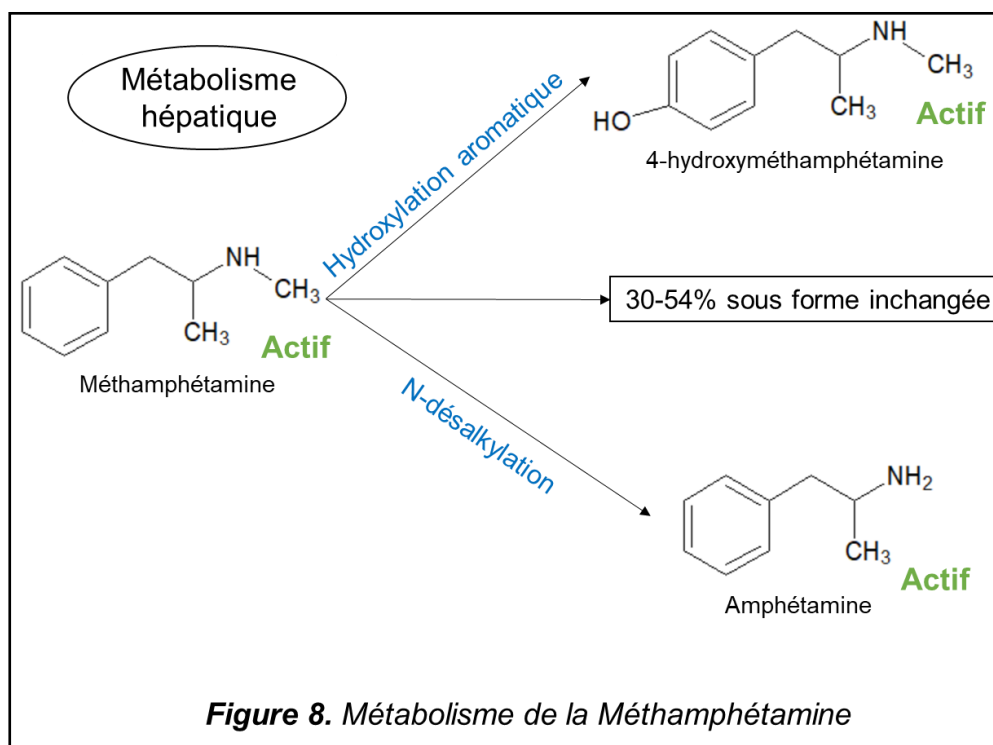 Métabolisme
hépatique
Hydroxylation aromatique
HO
NH
CH₃
CH₃
Actif
4-hydroxyméthamphétamine
NH
CH₃
CH₃
Actif
Méthamphétamine
30-54% sous forme inchangée
N-désalkylation
NH₂
CH₃
Actif
Amphétamine
Figure 8. Métabolisme de la Méthamphétamine